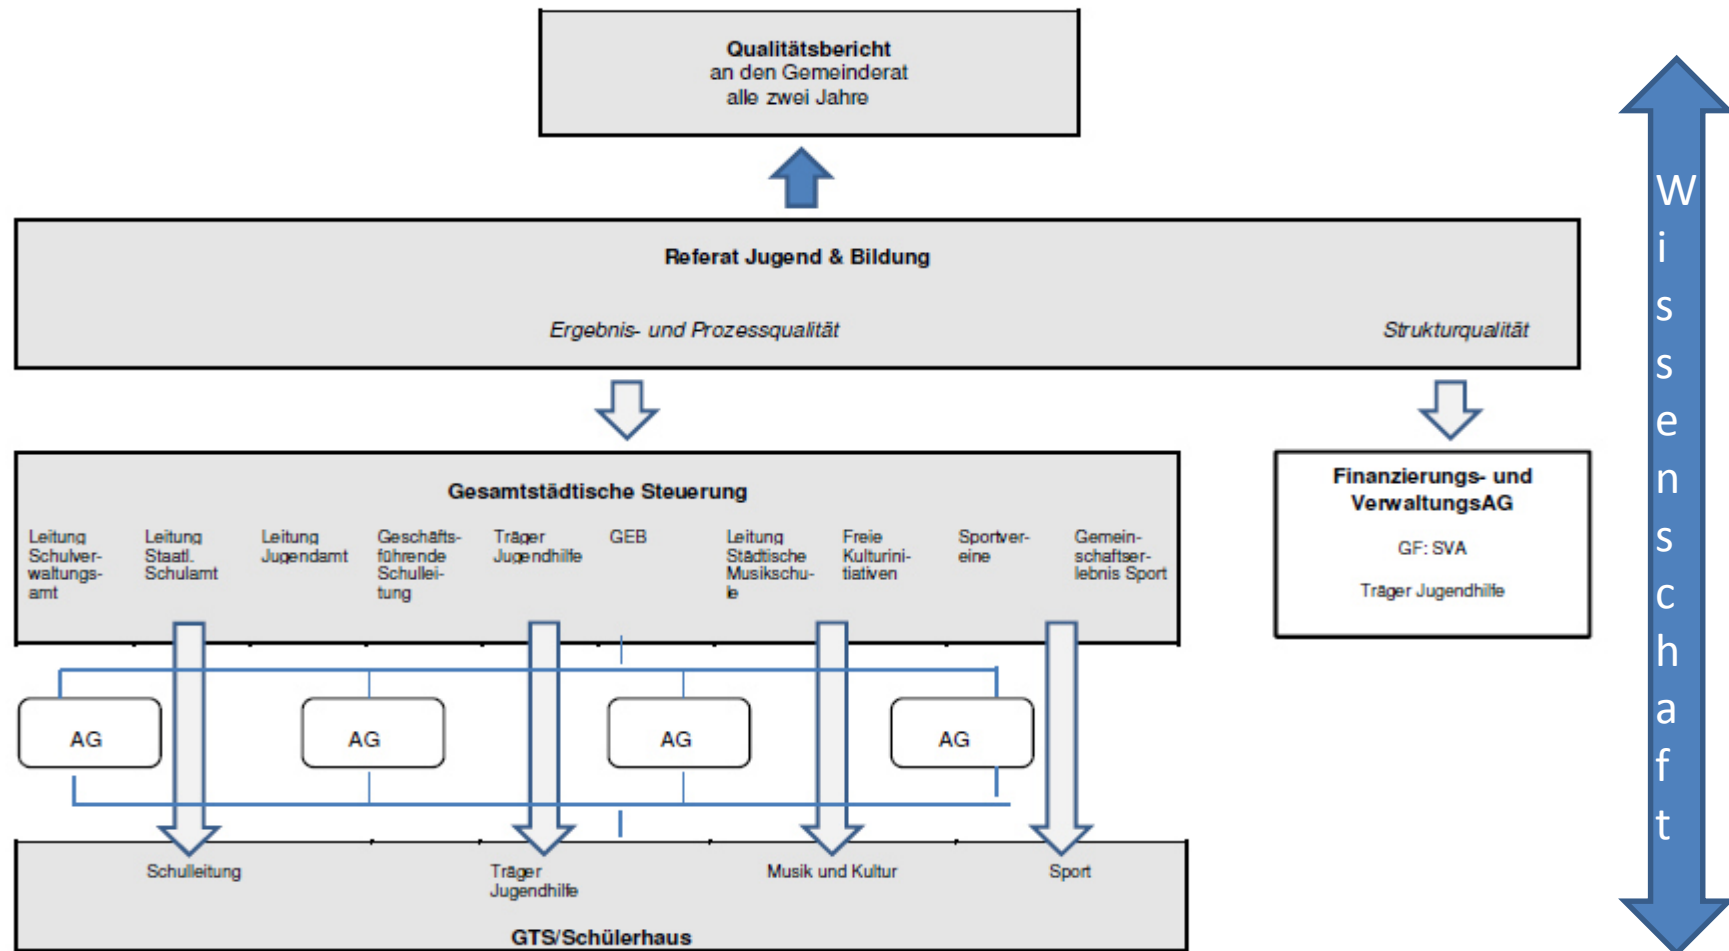 Qualitätsbericht
an den Gemeinderat
alle zwei Jahre
Referat Jugend & Bildung
Ergebnis- und Prozessqualität
Strukturqualität
Gesamtstädtische Steuerung
Leitung
Schulver-
waltungs-
amt
Leitung
Staatl.
Schulamt
Leitung
Jugendamt
Geschäfts-
führende
Schullei-
tung
Träger
Jugendhilfe
GEB
Leitung
Städtische
Musikschu-
le
Freie
Kulturini-
tiativen
Sportver-
eine
Gemein-
schaftser-
lebnis Sport
Finanzierungs- und
VerwaltungsAG
GF: SVA
Träger Jugendhilfe
AG
AG
AG
AG
Schulleitung
Träger
Jugendhilfe
Musik und Kultur
Sport
GTS/Schülerhaus
W
i
s
s
e
n
s
c
h
a
f
t